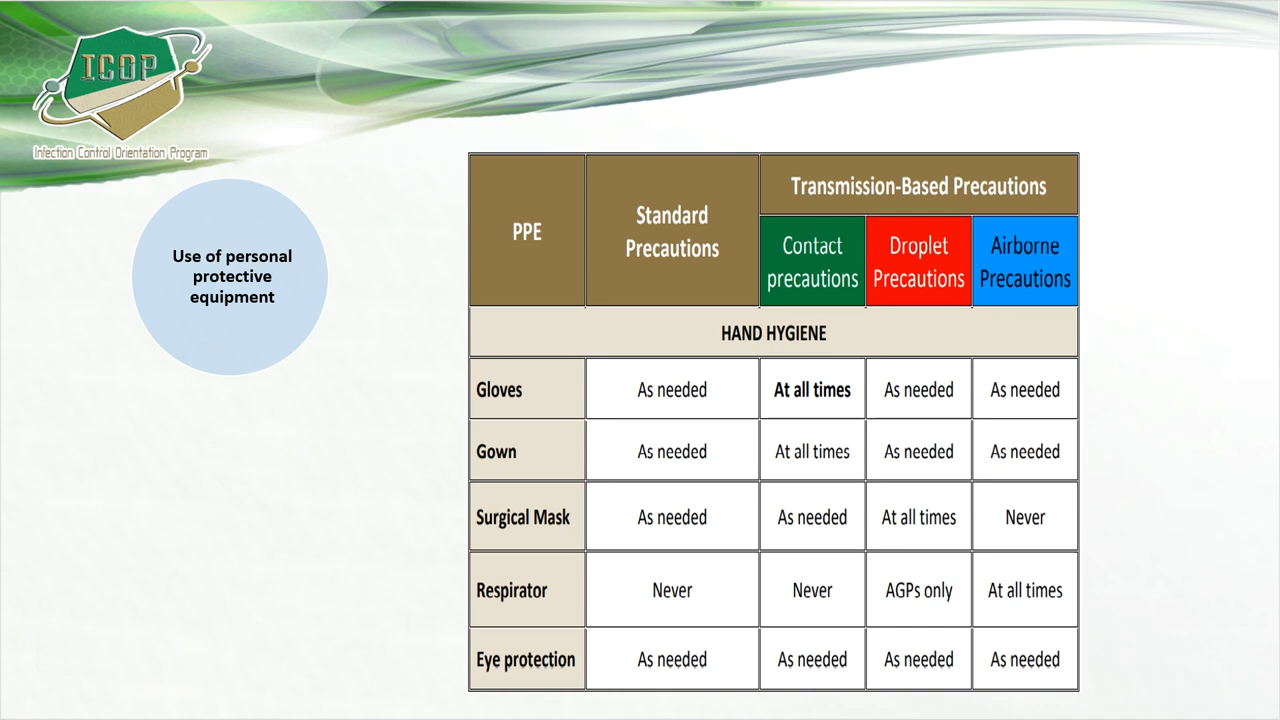 ICOP
Infection Control Orientation Program
Use of personal
protective
equipment
PPE
Standard
Precautions
Transmission-Based Precautions
Contact
precautions
Droplet
Precautions
Airborne
Precautions
HAND HYGIENE
Gloves As needed At all times As needed As needed
Gown As needed At all times As needed As needed
Surgical Mask As needed As needed At all times Never
Respirator Never Never AGPs only At all times
Eye protection As needed As needed As needed As needed